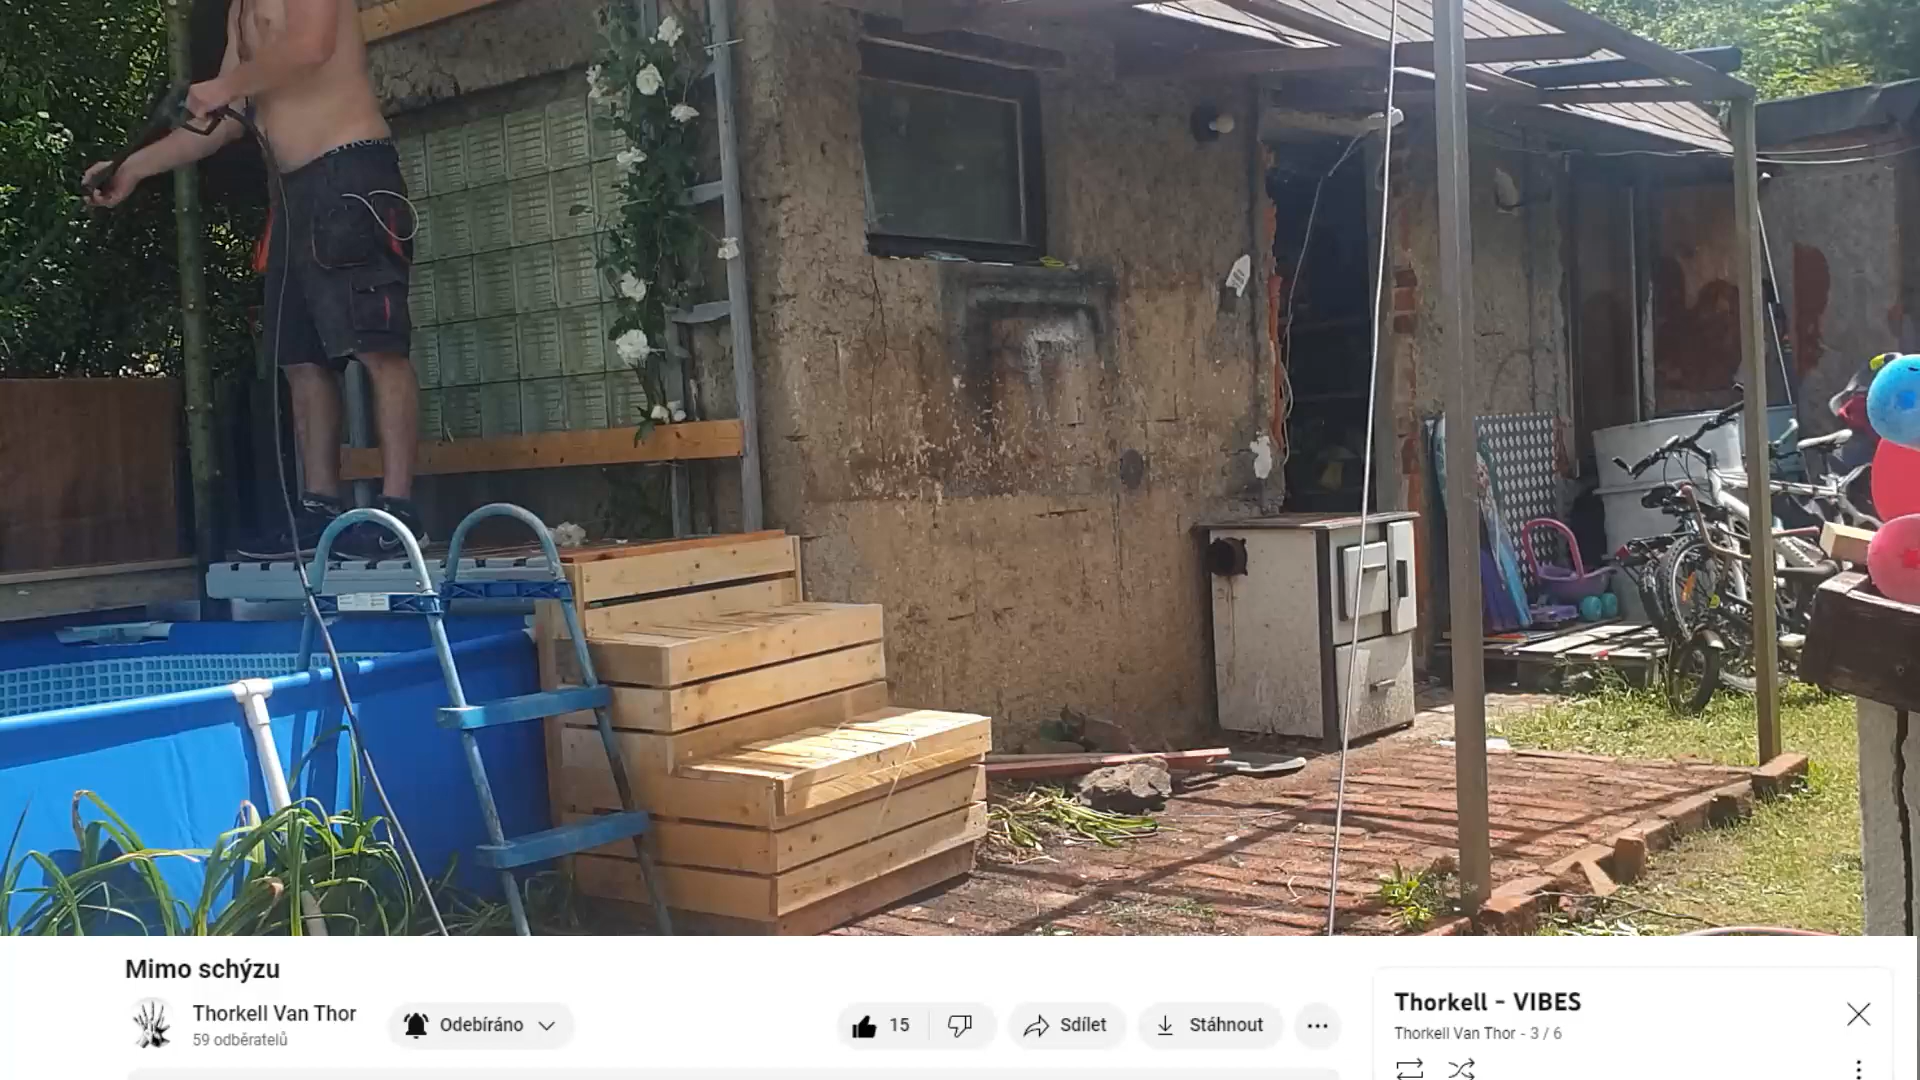 Mimo schýzu
Thorkell Van Thor
59 odběratelů
Odebíráno
15
Sdílet
Stáhnout
Thorkell - VIBES
Thorkell Van Thor - 3 / 6